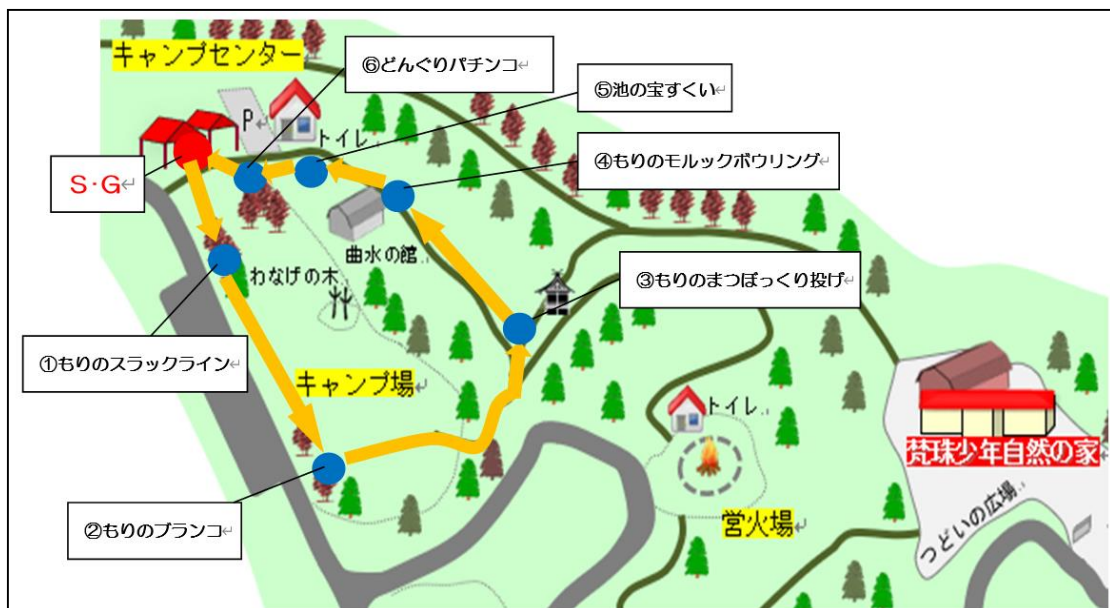 キャンプセンター
⑥どんぐりパチンコ
⑤池の宝すくい
P
トイレ
④もりのモルックボウリング
S・G
曲水の館
わなげの木
③もりのまつぼっくり投げ
①もりのスラックライン
キャンプ場
トイレ
梵珠少年自然の家
②もりのブランコ
営火場
つどいの広場